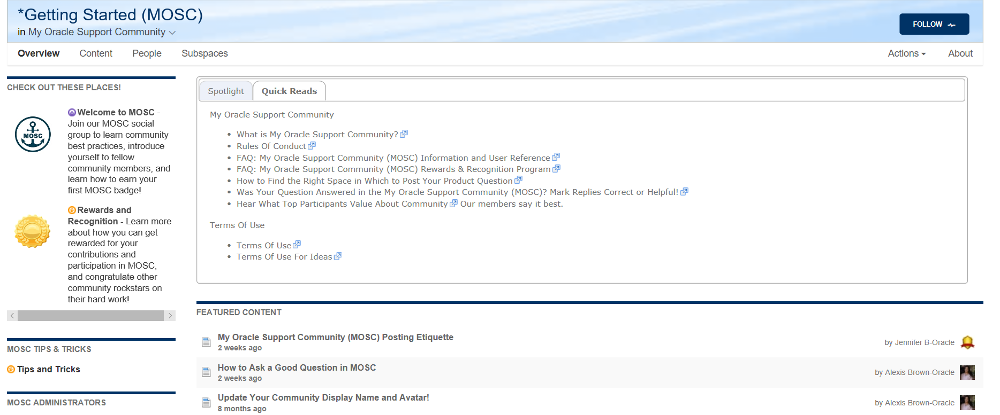 *Getting Started (MOSC)
in My Oracle Support Community
FOLLOW
Overview Content People Subspaces Actions About
CHECK OUT THESE PLACES!
MOSC
Welcome to MOSC -
Join our MOSC social
group to learn community
best practices, introduce
yourself to fellow
community members, and
learn how to earn your
first MOSC badge!
Rewards and
Recognition - Learn more
about how you can get
rewarded for your
contributions and
participation in MOSC,
and congratulate other
community rockstars on
their hard work!
MOSC TIPS & TRICKS
Tips and Tricks
MOSC ADMINISTRATORS
Spotlight Quick Reads
My Oracle Support Community
• What is My Oracle Support Community?
• Rules Of Conduct
• FAQ: My Oracle Support Community (MOSC) Information and User Reference
• FAQ: My Oracle Support Community (MOSC) Rewards & Recognition Program
• How to Find the Right Space in Which to Post Your Product Question
• Was Your Question Answered in the My Oracle Support Community (MOSC)? Mark Replies Correct or Helpful!
• Hear What Top Participants Value About Community Our members say it best.
Terms Of Use
• Terms Of Use
• Terms Of Use For Ideas
FEATURED CONTENT
My Oracle Support Community (MOSC) Posting Etiquette
2 weeks ago
by Jennifer B-Oracle
How to Ask a Good Question in MOSC
2 weeks ago
by Alexis Brown-Oracle
Update Your Community Display Name and Avatar!
8 months ago
by Alexis Brown-Oracle